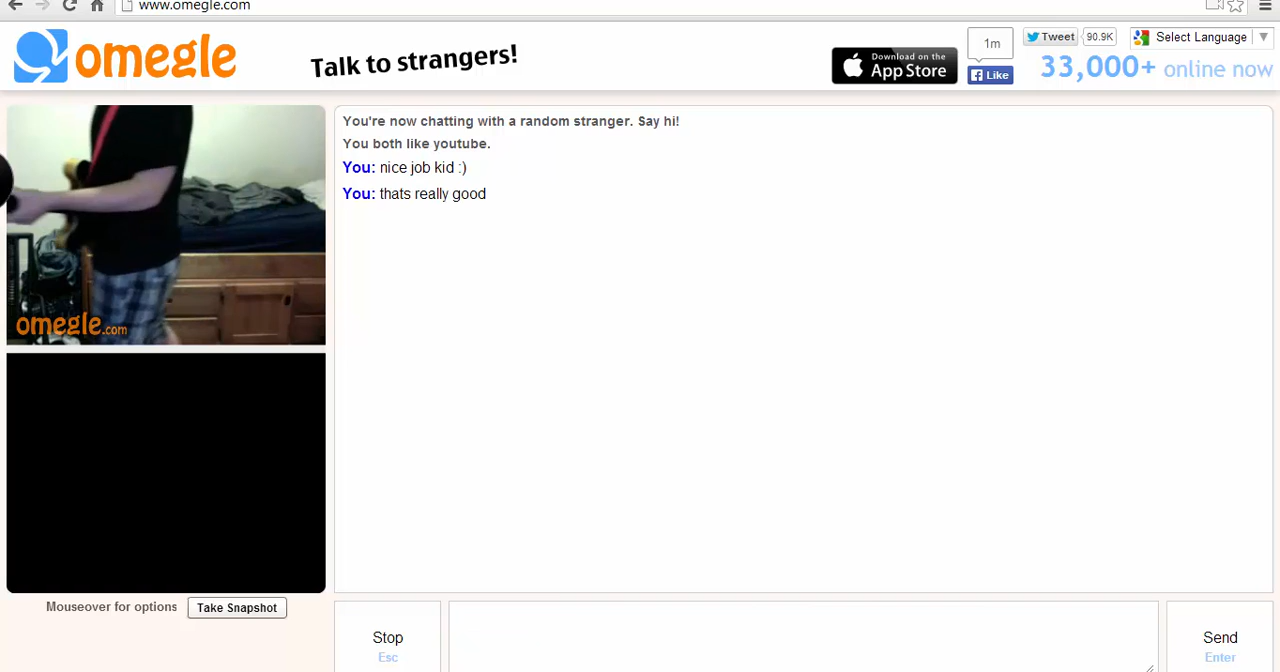 www.omegle.com
omegle
Talk to strangers!
Download on the
App Store
1m
Like
Tweet
90.9K
Select Language
33,000+ online now
omegle.com
You're now chatting with a random stranger. Say hi!
You both like youtube.
You: nice job kid :)
You: thats really good
Mouseover for options
Take Snapshot
Stop
Esc
Send
Enter